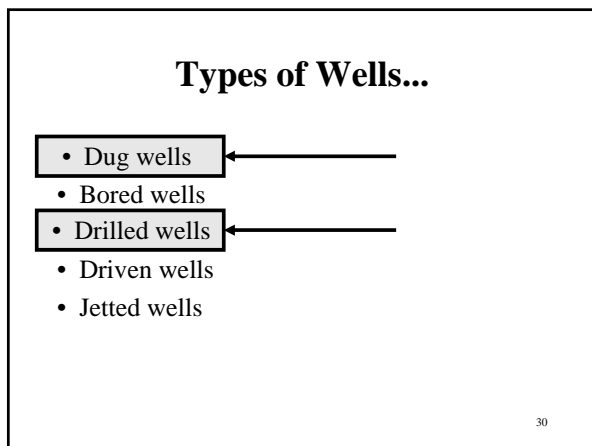 Types of Wells...
• Dug wells
• Bored wells
• Drilled wells
• Driven wells
• Jetted wells
30